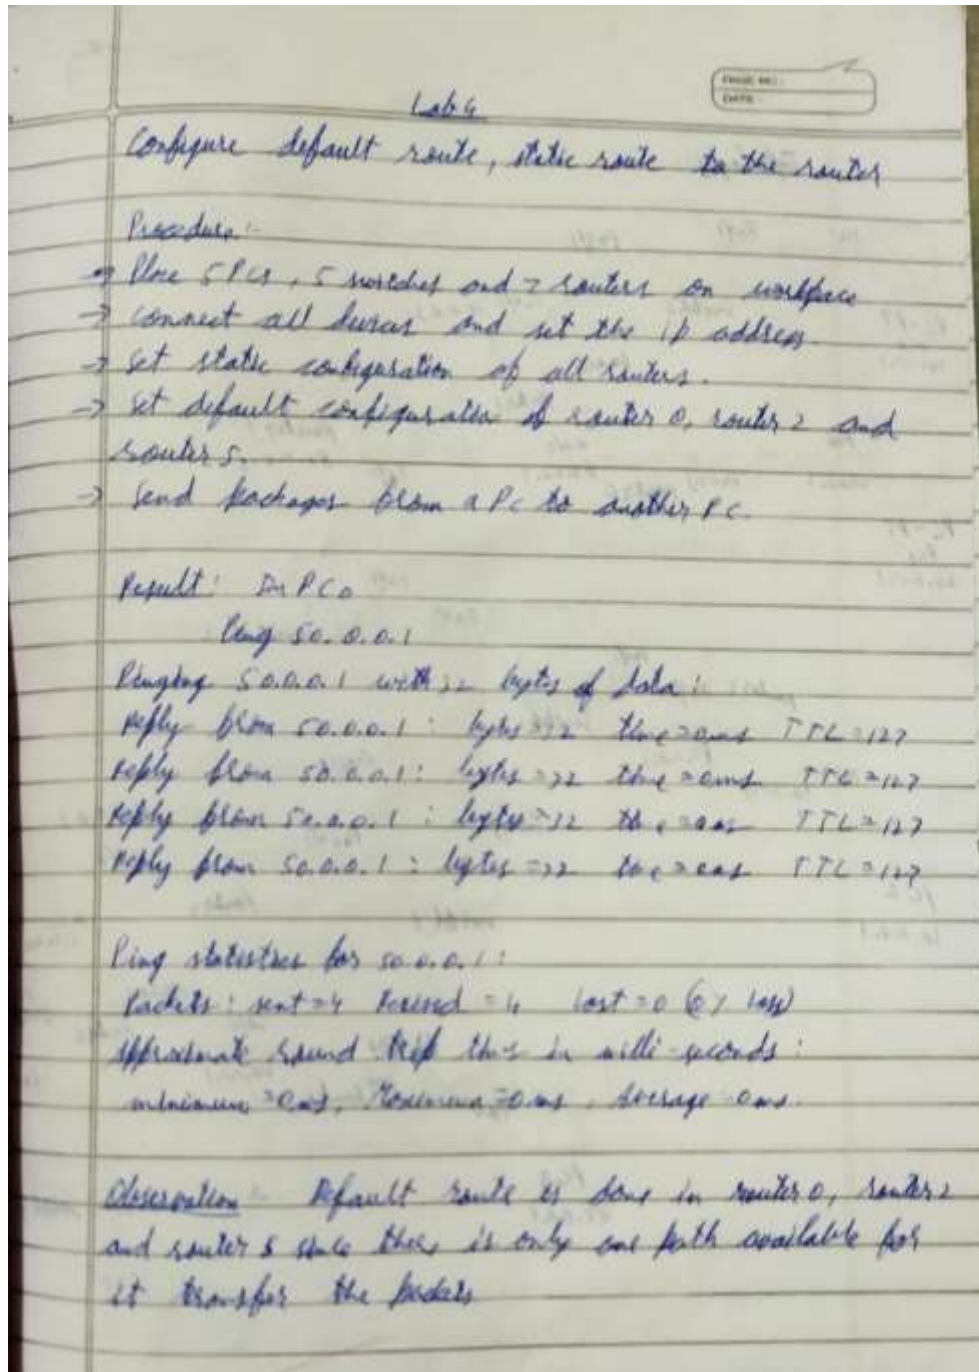 PAGE NO.:
DATE:
Lab 4
Configure default route, static route to the router
Procedure:-
→ Place 5 PCs, 5 switches and 7 routers on workplace
→ connect all devices and set the ip address.
→ Set static configuration of all routers.
→ Set default configuration of router 0, router 2 and
router 5.
→ Send packages from a PC to another PC.
Result: In PC0
Ping 50.0.0.1
Pinging 50.0.0.1 with 32 bytes of data:
Reply from 50.0.0.1: bytes=32 time=0ms TTL=127
Reply from 50.0.0.1: bytes=32 time=0ms TTL=127
Reply from 50.0.0.1: bytes=32 time=0ms TTL=127
Reply from 50.0.0.1: bytes=32 time=0ms TTL=127
Ping statistics for 50.0.0.1:
Packets: sent=4 Received=4 Lost=0 (0% loss)
Approximate round trip times in milli-seconds:
minimum=0ms, Maximum=0ms, Average 0ms.
Observation Default route is done in router 0, router 2
and router 5 since there is only one path available for
it transfer the packets